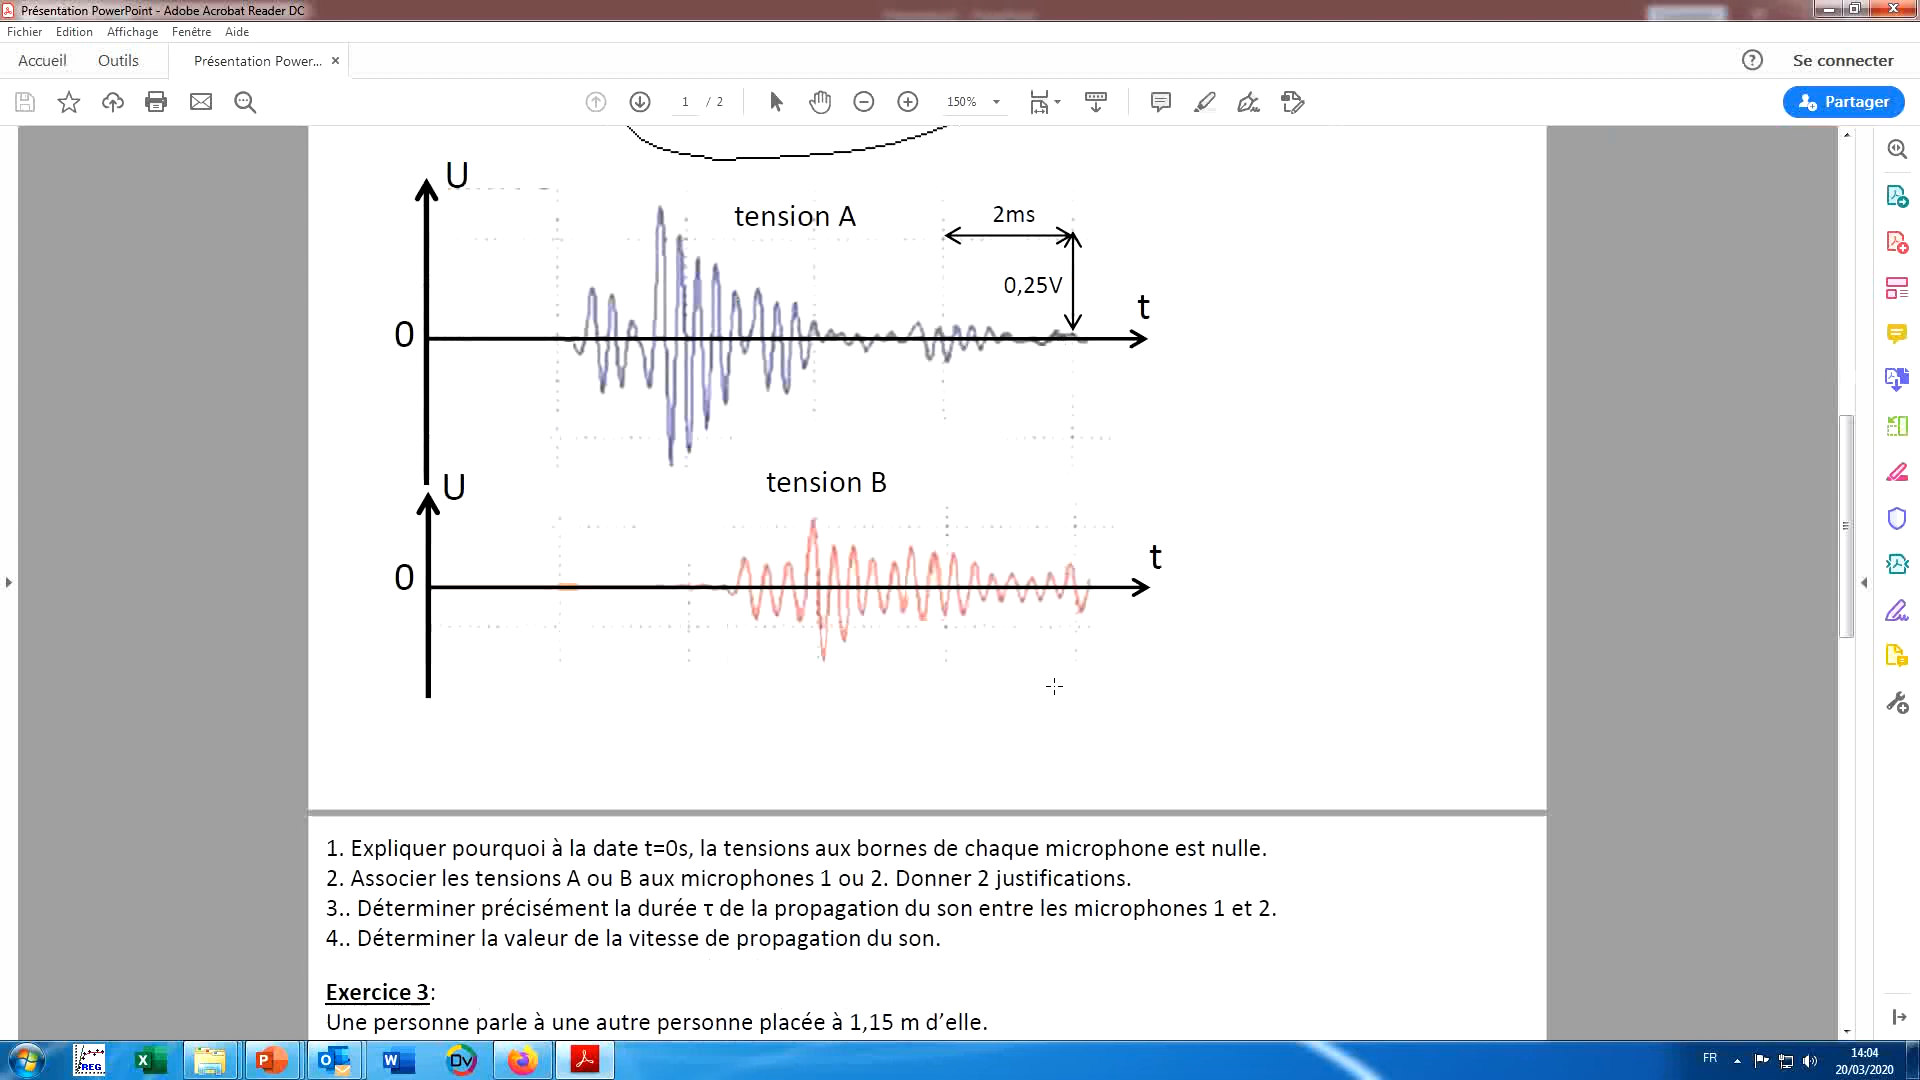 Présentation PowerPoint - Adobe Acrobat Reader DC
Fichier Edition Affichage Fenêtre Aide
Accueil Outils Présentation Power... × Se connecter
1 / 2 150% Partager
U
tension A
2ms
0,25V
t
0
U
tension B
t
0
1. Expliquer pourquoi à la date t=0s, la tensions aux bornes de chaque microphone est nulle.
2. Associer les tensions A ou B aux microphones 1 ou 2. Donner 2 justifications.
3.. Déterminer précisément la durée τ de la propagation du son entre les microphones 1 et 2.
4.. Déterminer la valeur de la vitesse de propagation du son.
Exercice 3:
Une personne parle à une autre personne placée à 1,15 m d’elle.
REG
Dv
FR
14:04
20/03/2020